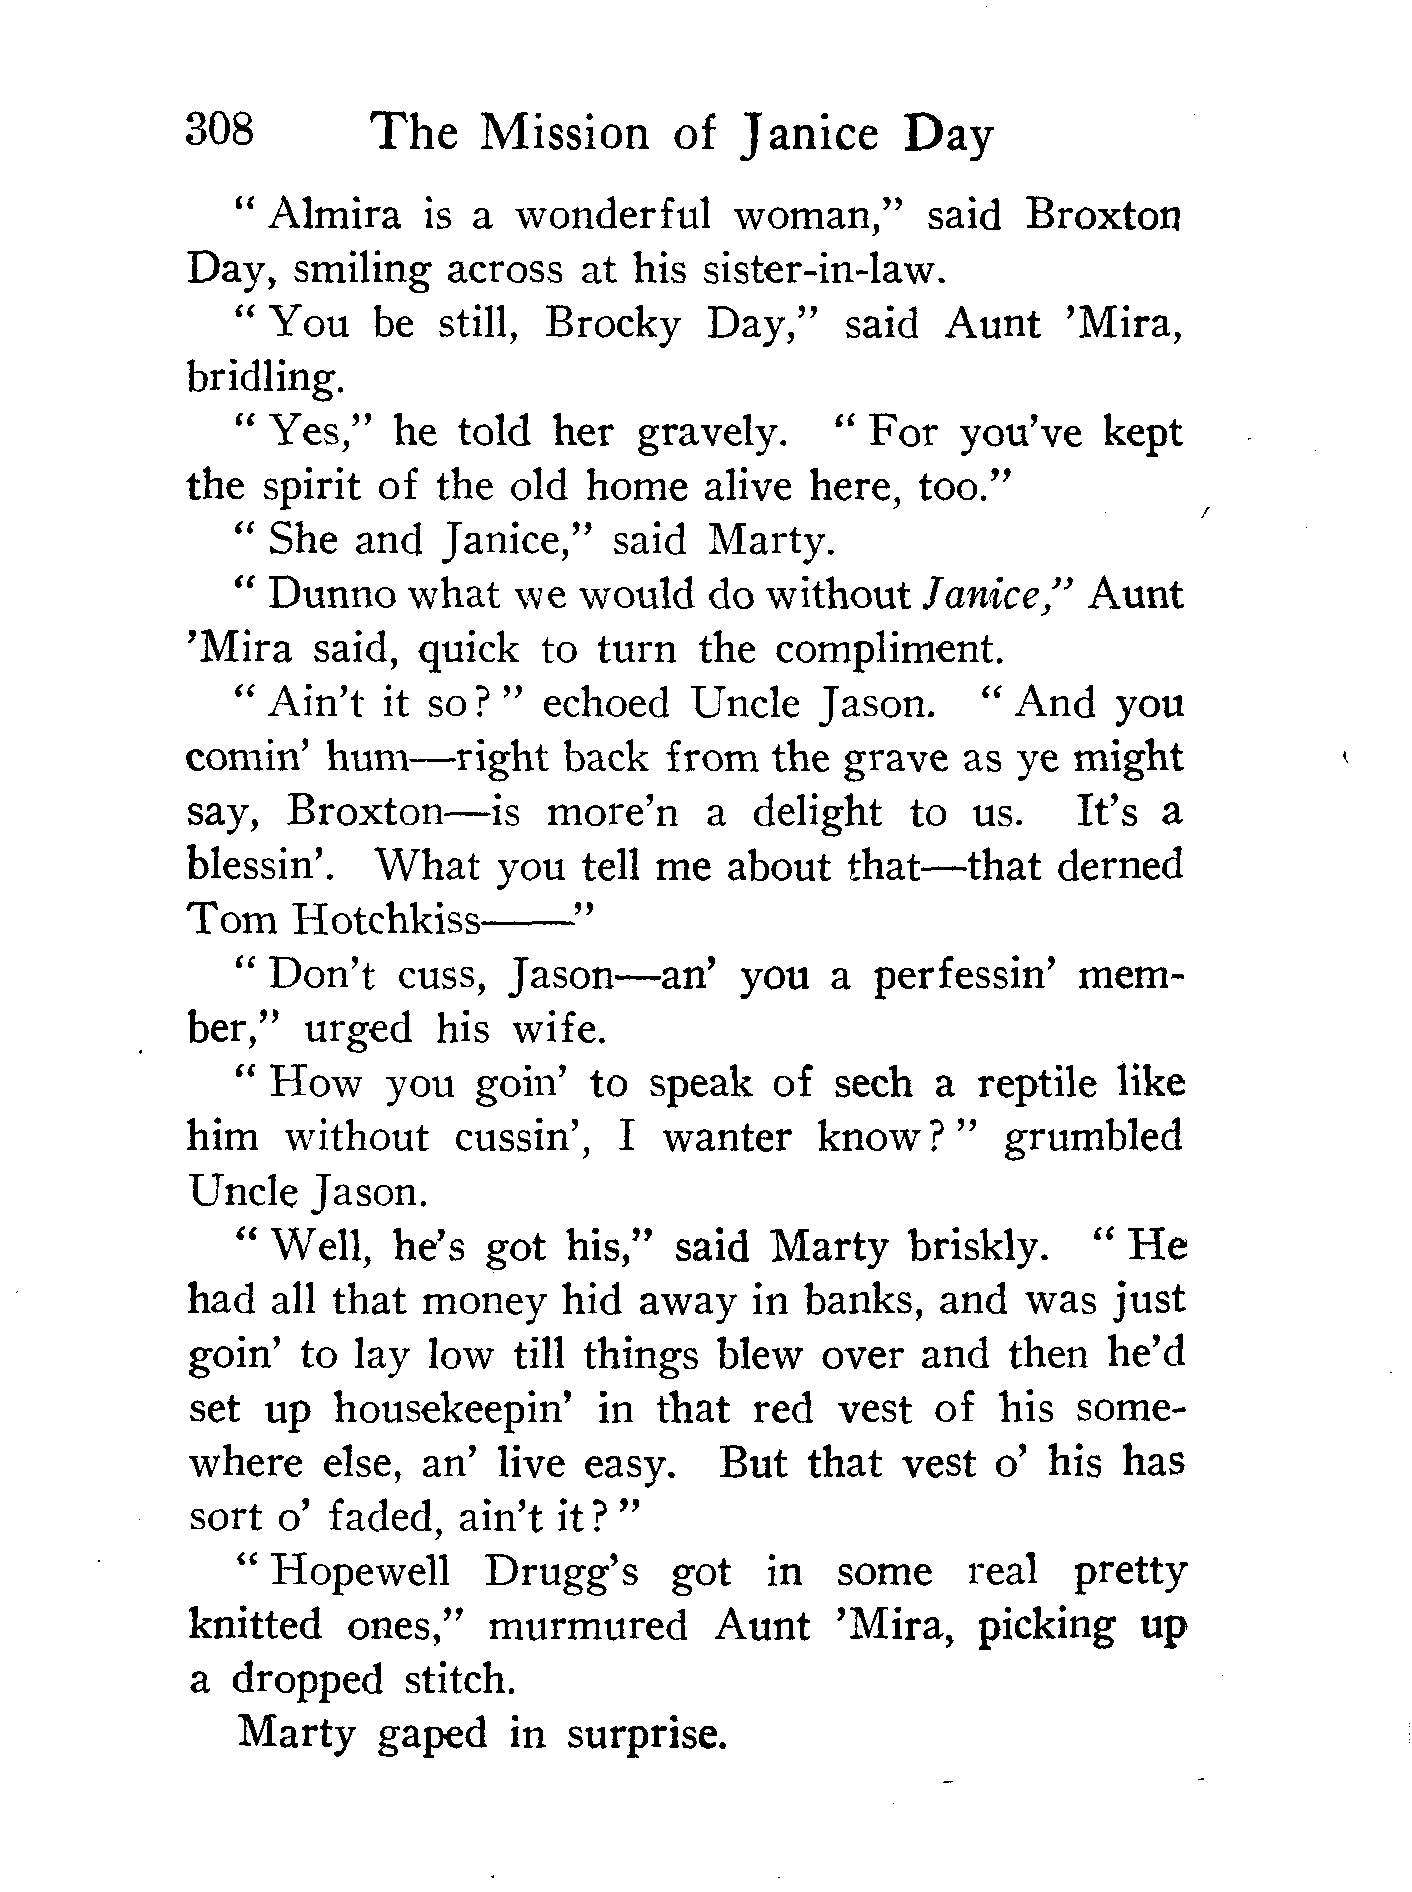 308 The Mission of Janice Day
“ Almira is a wonderful woman,” said Broxton
Day, smiling across at his sister-in-law.
“ You be still, Brocky Day,” said Aunt ’Mira,
bridling.
“ Yes,” he told her gravely. “ For you’ve kept
the spirit of the old home alive here, too.”
“ She and Janice,” said Marty.
“ Dunno what we would do without Janice,” Aunt
’Mira said, quick to turn the compliment.
“ Ain’t it so? ” echoed Uncle Jason. “ And you
comin’ hum—right back from the grave as ye might
say, Broxton—is more’n a delight to us. It’s a
blessin’. What you tell me about that—that derned
Tom Hotchkiss——”
“ Don’t cuss, Jason—an’ you a perfessin’ mem-
ber,” urged his wife.
“ How you goin’ to speak of sech a reptile like
him without cussin’, I wanter know? ” grumbled
Uncle Jason.
“ Well, he’s got his,” said Marty briskly. “ He
had all that money hid away in banks, and was just
goin’ to lay low till things blew over and then he’d
set up housekeepin’ in that red vest of his some-
where else, an’ live easy. But that vest o’ his has
sort o’ faded, ain’t it? ”
“ Hopewell Drugg’s got in some real pretty
knitted ones,” murmured Aunt ’Mira, picking up
a dropped stitch.
Marty gaped in surprise.